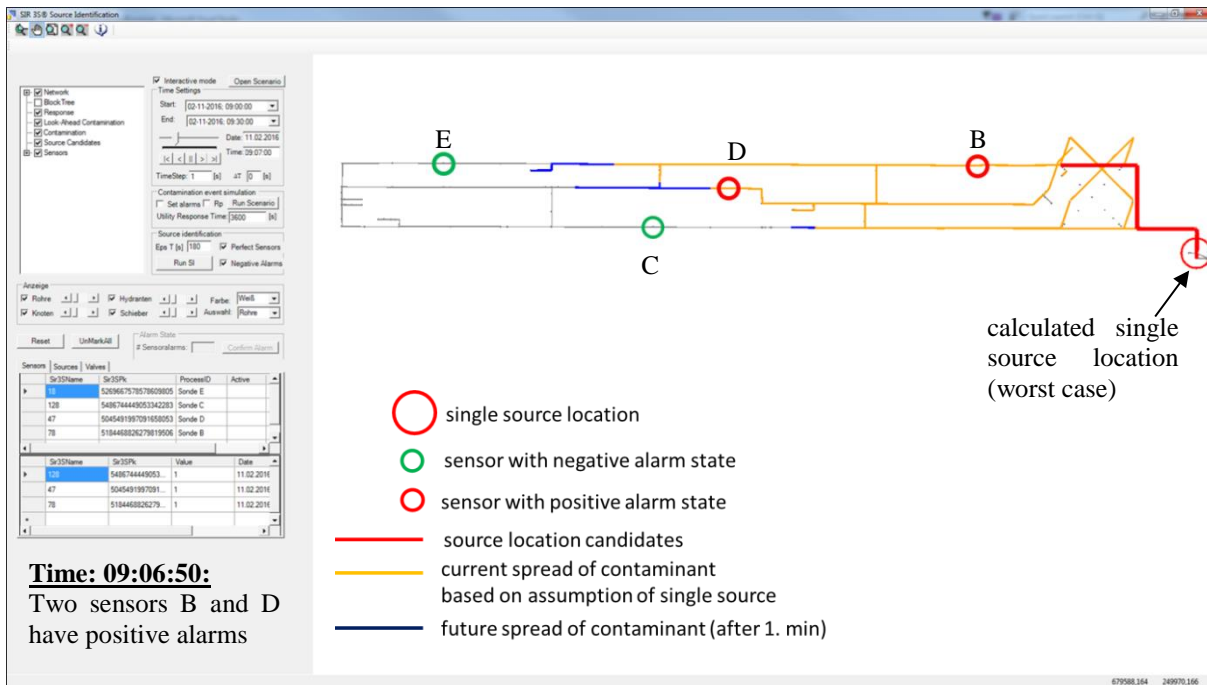 SIR 3S® Source Identification
Interactive mode
Open Scenario
Network
Block Tree
Response
Look-Ahead Contamination
Contamination
Source Candidates
Sensors
Time Settings
Start: 02-11-2016; 09:00:00
End: 02-11-2016; 09:30:00
Date: 11.02.2016
Time: 09:07:00
|< < || > >|
TimeStep: 1 [s] ΔT 0 [s]
Contamination event simulation
Set alarms Rp Run Scenario
Utility Response Time: 3600 [s]
Source identification
Eps T [s] 180 Perfect Sensors
Run SI Negative Alarms
Anzeige
Rohre Hydranten Farbe: Weiß
Knoten Schieber Auswahl: Rohre
Reset UnMarkAll
Alarm State
# Sensoralarms: Confirm Alarm
Sensors Sources Valves
Sir3SName Sir3SPk ProcessID Active
18 5269667578578609805 Sonde E
128 5486744449053342283 Sonde C
47 5045491997091658053 Sonde D
78 5184468826279819506 Sonde B
Sir3SName Sir3SPk Value Date
128 5486744449053... 1 11.02.2016
47 5045491997091... 1 11.02.2016
78 5184468826279... 1 11.02.2016
Time: 09:06:50:
Two sensors B and D
have positive alarms
E
D
B
C
calculated single
source location
(worst case)
single source location
sensor with negative alarm state
sensor with positive alarm state
source location candidates
current spread of contaminant
based on assumption of single source
future spread of contaminant (after 1. min)
679588,164 249970,166